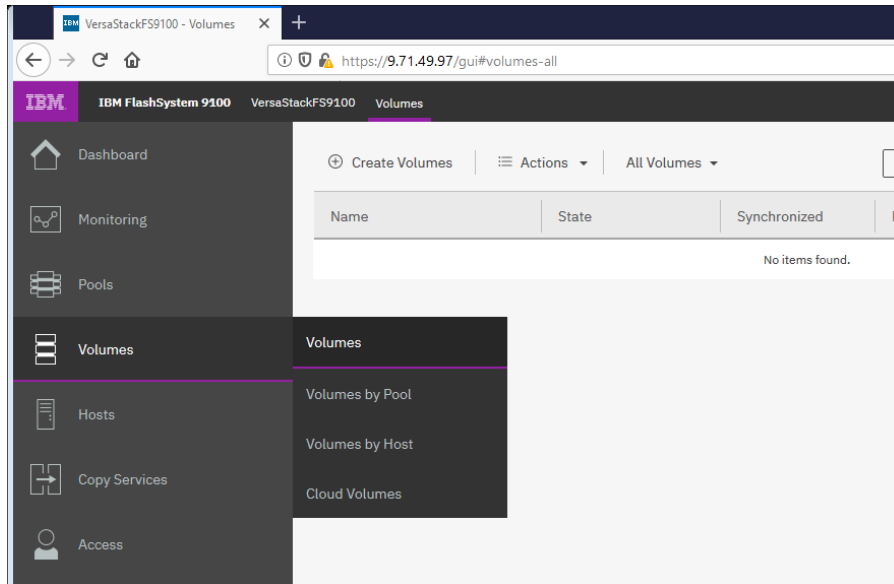 IBM VersaStackFS9100 - Volumes
https://9.71.49.97/gui#volumes-all
IBM IBM FlashSystem 9100 VersaStackFS9100 Volumes
Dashboard
Monitoring
Pools
Volumes
Hosts
Copy Services
Access
Volumes
Volumes by Pool
Volumes by Host
Cloud Volumes
Create Volumes Actions All Volumes
Name State Synchronized
No items found.